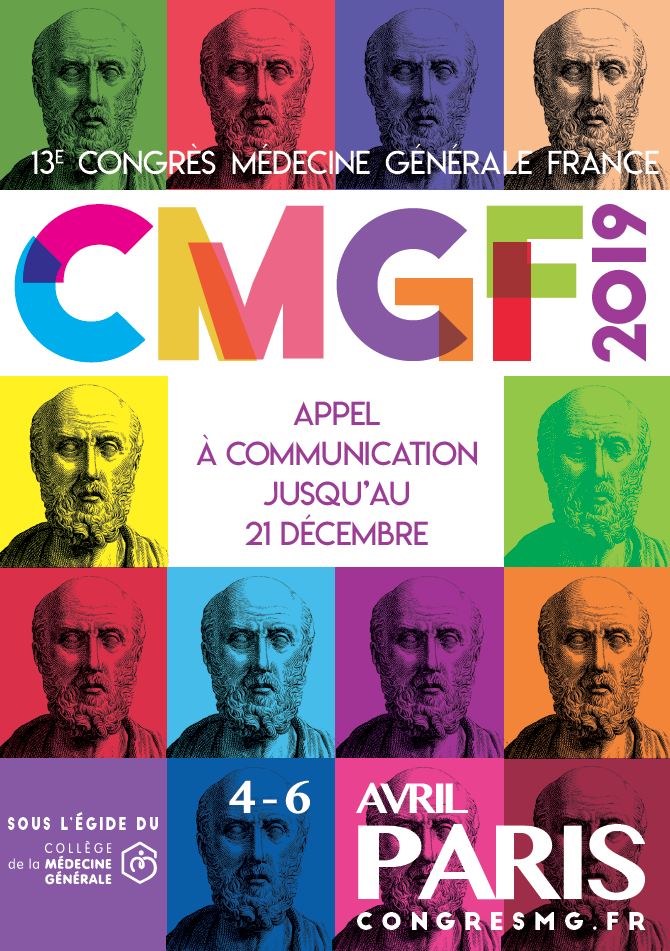 13E CONGRÈS MÉDECINE GÉNÉRALE FRANCE
CMGF 2019
APPEL
À COMMUNICATION
JUSQU'AU
21 DÉCEMBRE
4-6 AVRIL
PARIS
CONGRESMG.FR
SOUS L'ÉGIDE DU
COLLÈGE
de la MÉDECINE
GÉNÉRALE